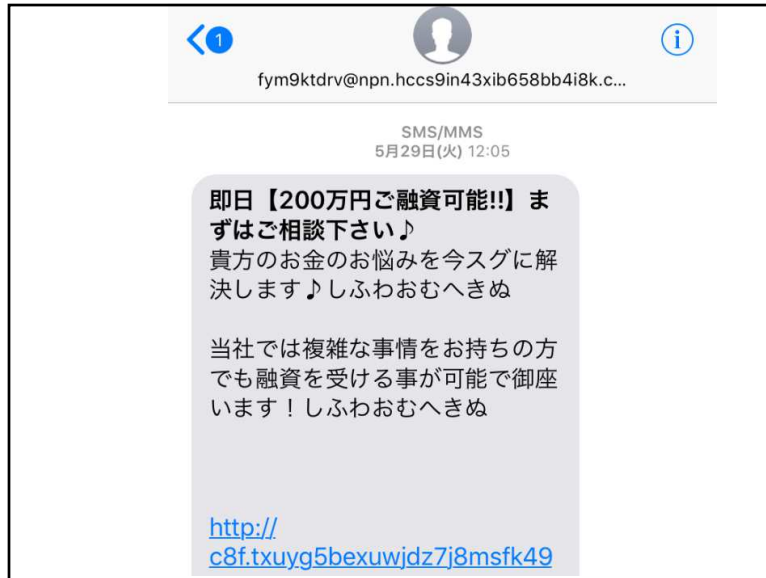 1
fym9ktdrv@npn.hccs9in43xib658bb4i8k.c...
SMS/MMS
5月29日(火) 12:05
即日【200万円ご融資可能!!】ま
ずはご相談下さい♪
貴方のお金のお悩みを今スグに解
決します♪しふわおむへきぬ
当社では複雑な事情をお持ちの方
でも融資を受ける事が可能で御座
います！しふわおむへきぬ
http://
c8f.txuyg5bexuwjdz7j8msfk49